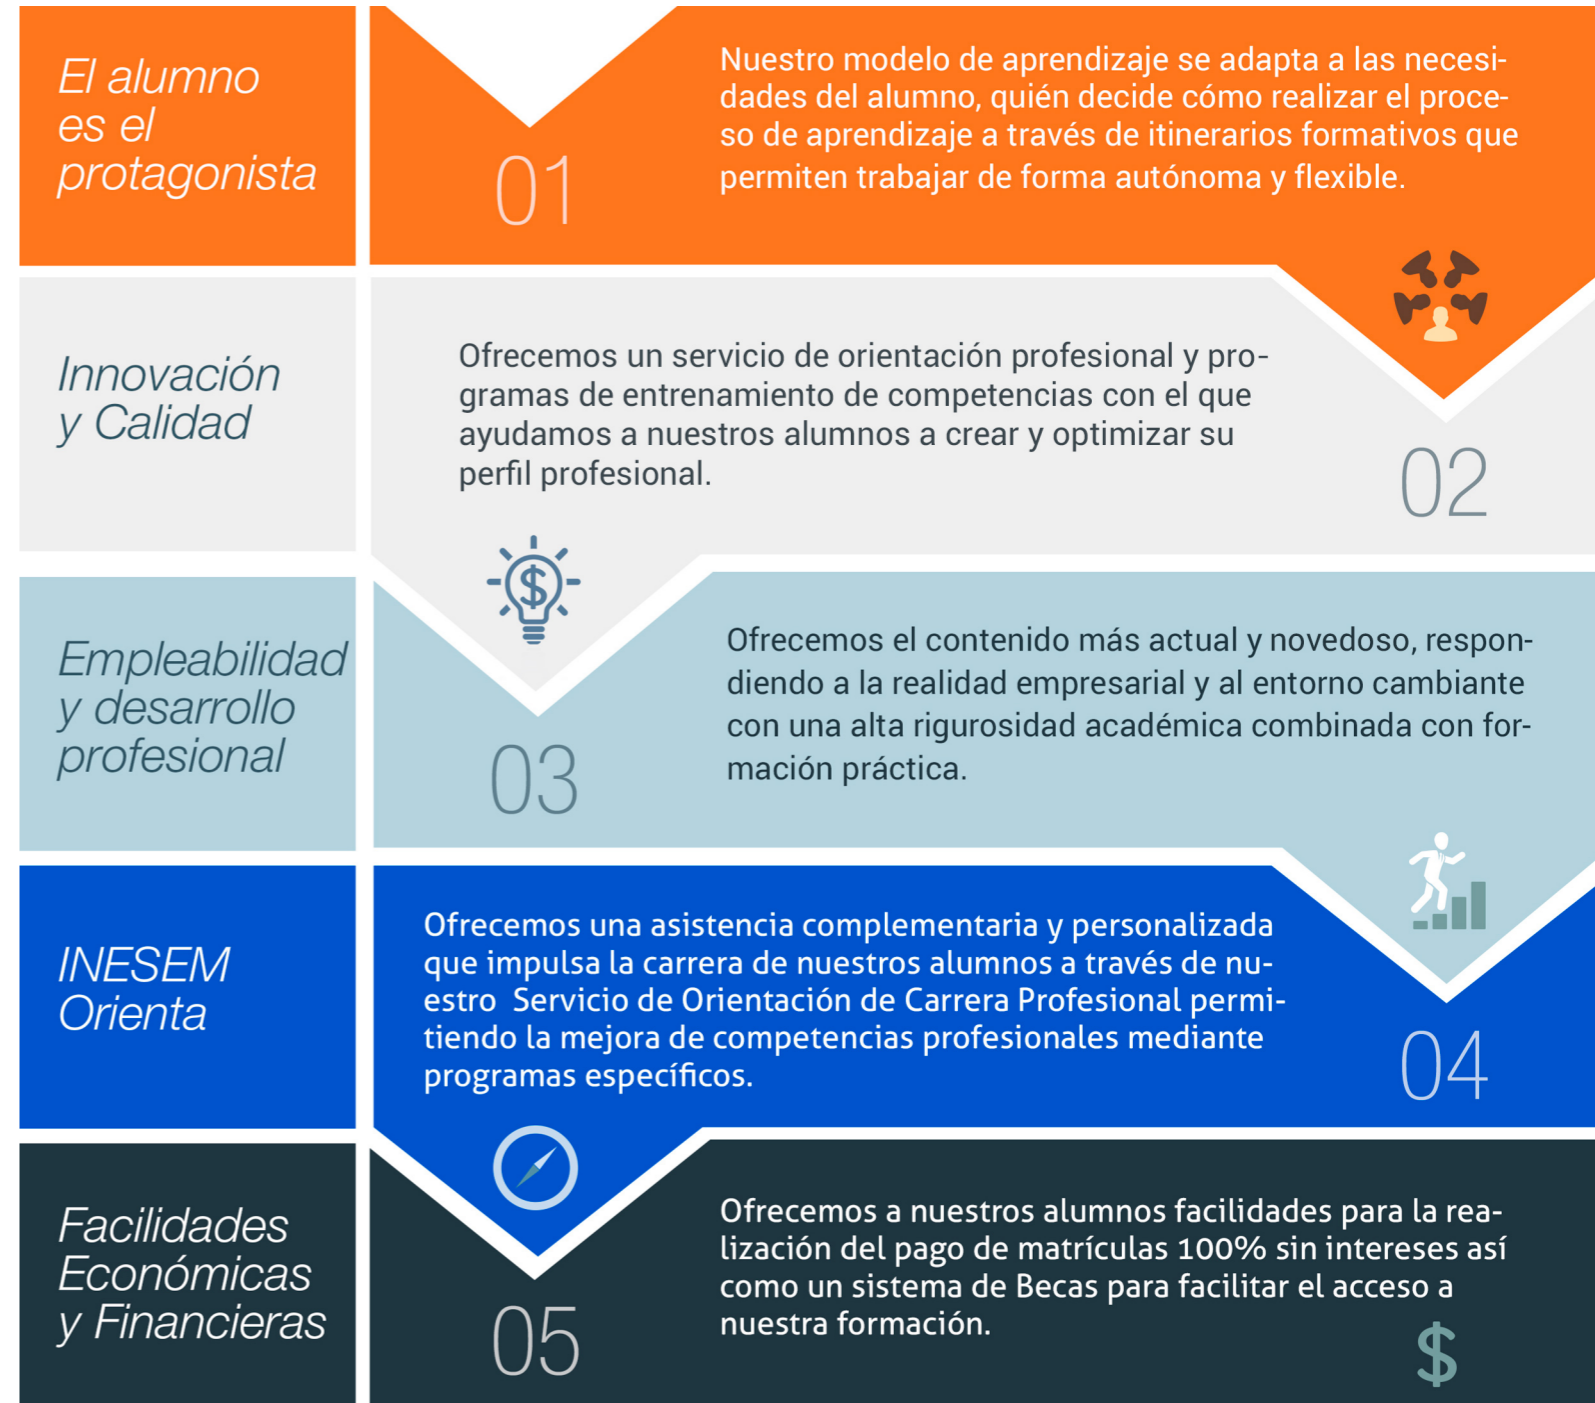 El alumno
es el
protagonista
01
Nuestro modelo de aprendizaje se adapta a las necesi-
dades del alumno, quién decide cómo realizar el proce-
so de aprendizaje a través de itinerarios formativos que
permiten trabajar de forma autónoma y flexible.
Innovación
y Calidad
Ofrecemos un servicio de orientación profesional y pro-
gramas de entrenamiento de competencias con el que
ayudamos a nuestros alumnos a crear y optimizar su
perfil profesional.
02
Empleabilidad
y desarrollo
profesional
03
Ofrecemos el contenido más actual y novedoso, respon-
diendo a la realidad empresarial y al entorno cambiante
con una alta rigurosidad académica combinada con for-
mación práctica.
INESEM
Orienta
Ofrecemos una asistencia complementaria y personalizada
que impulsa la carrera de nuestros alumnos a través de nu-
estro  Servicio de Orientación de Carrera Profesional permi-
tiendo la mejora de competencias profesionales mediante
programas específicos.
04
Facilidades
Económicas
y Financieras
05
Ofrecemos a nuestros alumnos facilidades para la rea-
lización del pago de matrículas 100% sin intereses así
como un sistema de Becas para facilitar el acceso a
nuestra formación.
$